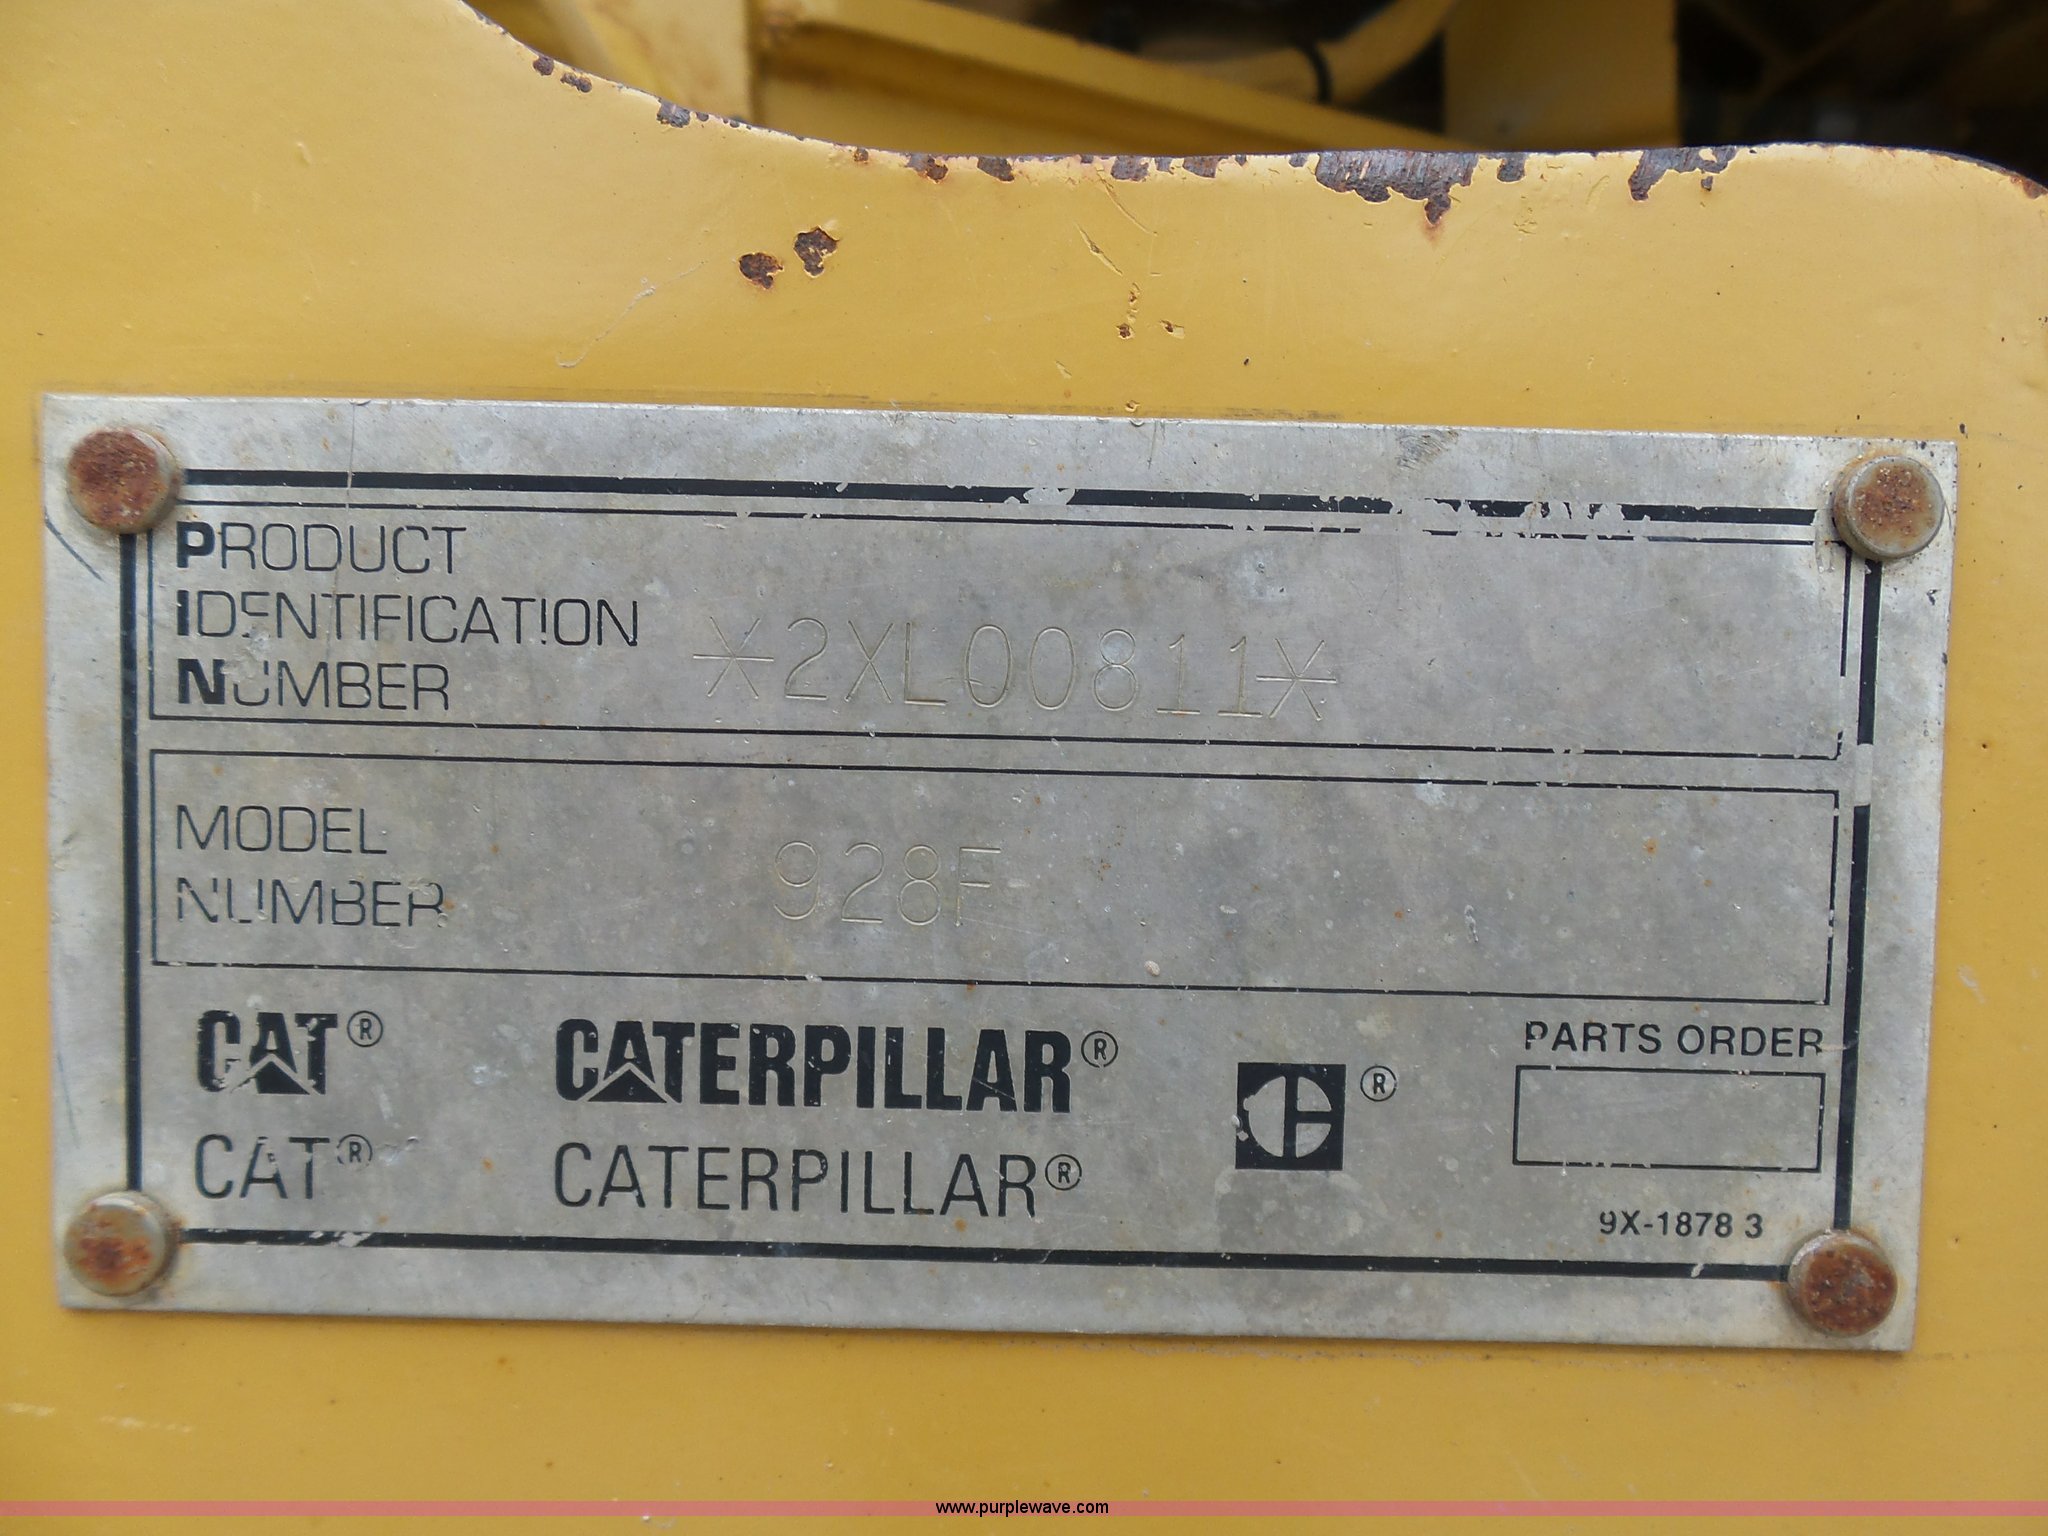 PRODUCT
IDENTIFICATION
NUMBER
*2XL00811*
MODEL
NUMBER
928F
CAT® CATERPILLAR® ®
CAT® CATERPILLAR®
PARTS ORDER
9X-1878 3
www.purplewave.com